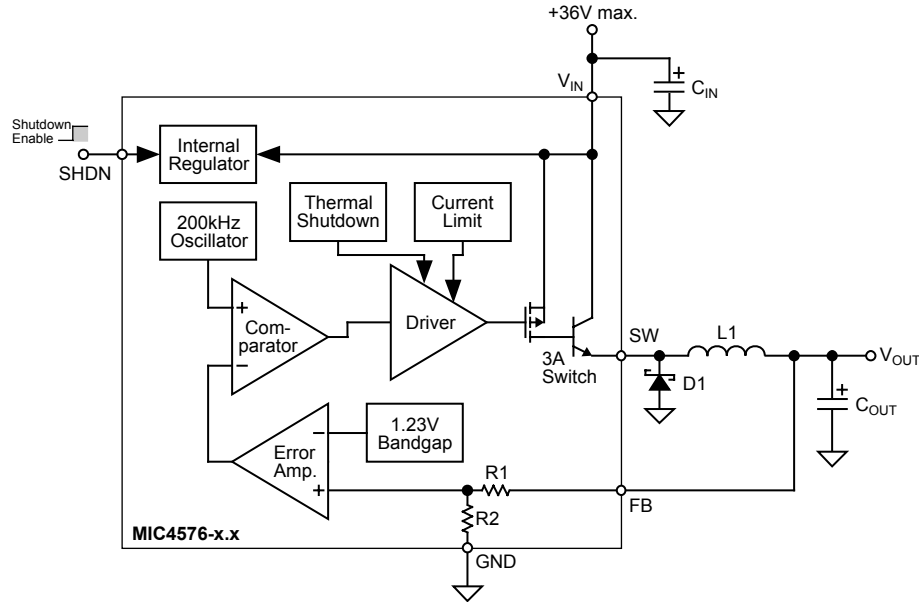 +36V max.
VIN
CIN
Shutdown
Enable
SHDN
Internal
Regulator
Thermal
Shutdown
Current
Limit
200kHz
Oscillator
+
Com-
parator
−
Driver
3A
Switch
SW
L1
VOUT
D1
+
COUT
+
1.23V
Bandgap
−
Error
Amp.
+
R1
R2
FB
MIC4576-x.x
GND